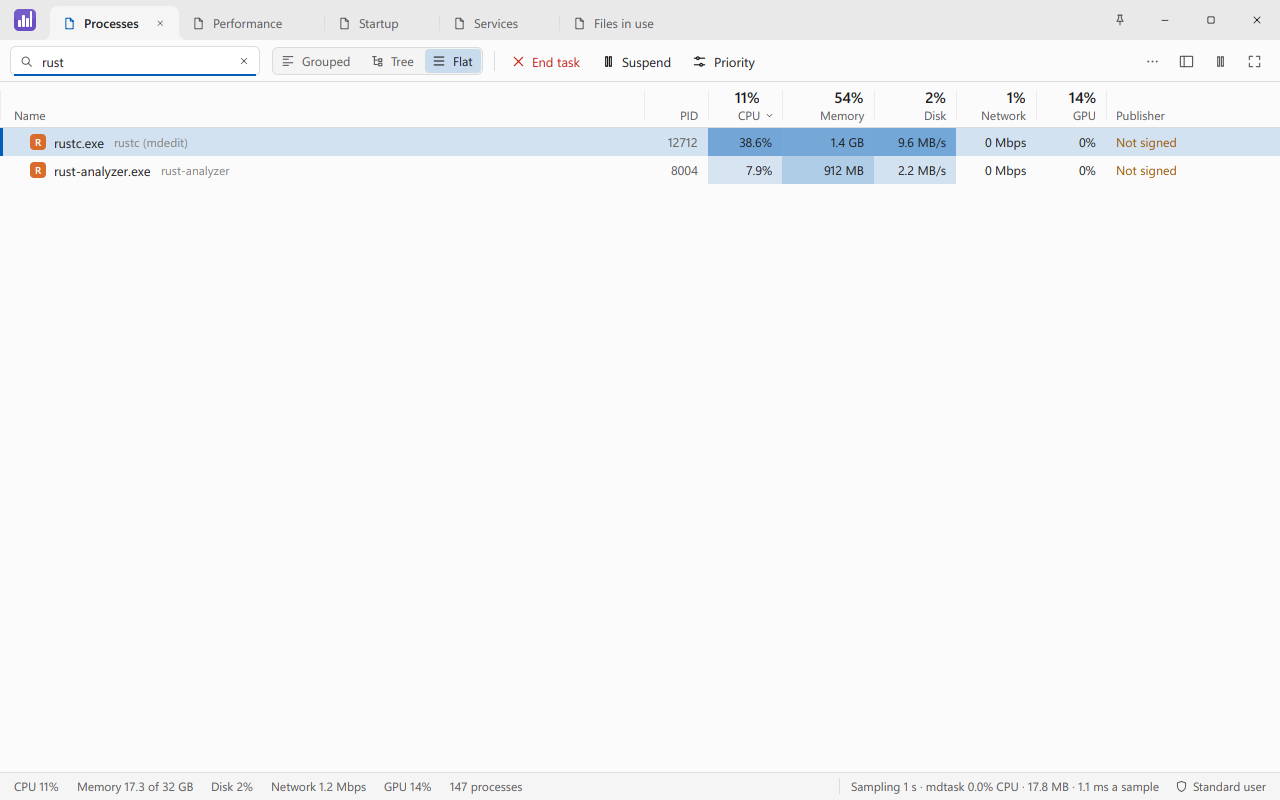 Processes
Performance
Startup
Services
Files in use
rust
Grouped
Tree
Flat
End task
Suspend
Priority
11% 54% 2% 1% 14%
Name PID CPU Memory Disk Network GPU Publisher
R rustc.exe rustc (mdedit) 12712 38.6% 1.4 GB 9.6 MB/s 0 Mbps 0% Not signed
R rust-analyzer.exe rust-analyzer 8004 7.9% 912 MB 2.2 MB/s 0 Mbps 0% Not signed
CPU 11% Memory 17.3 of 32 GB Disk 2% Network 1.2 Mbps GPU 14% 147 processes Sampling 1 s · mdtask 0.0% CPU · 17.8 MB · 1.1 ms a sample Standard user